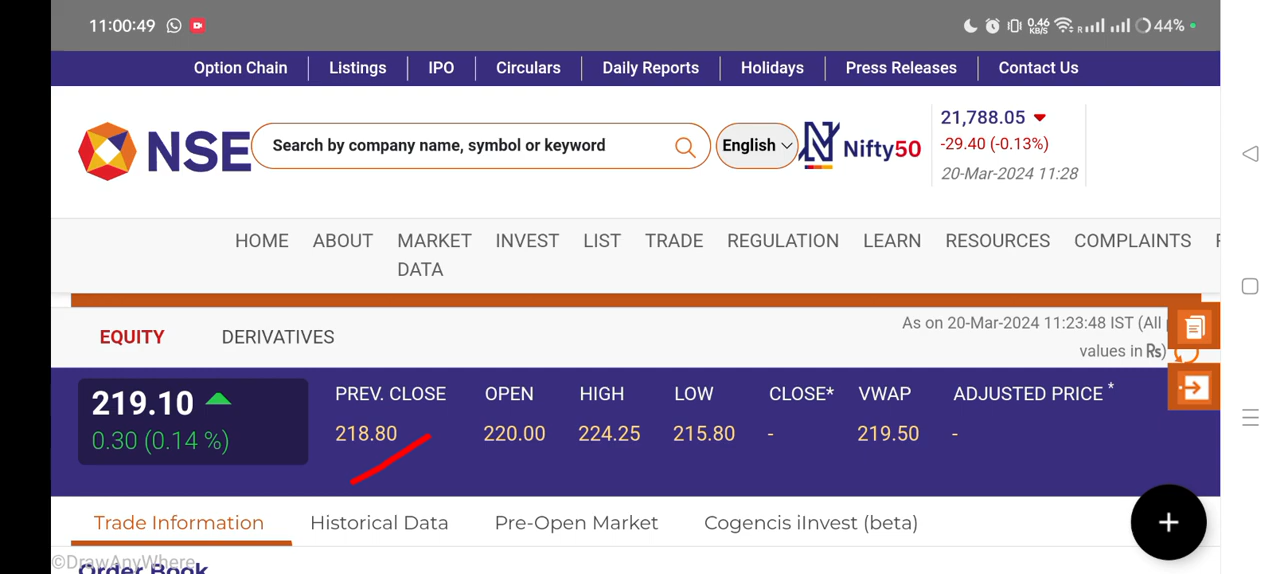 11:00:49 0.46 KB/S R 44%
Option Chain Listings IPO Circulars Daily Reports Holidays Press Releases Contact Us
NSE Search by company name, symbol or keyword English Nifty50
21,788.05
-29.40 (-0.13%)
20-Mar-2024 11:28
HOME ABOUT MARKET DATA INVEST LIST TRADE REGULATION LEARN RESOURCES COMPLAINTS
EQUITY DERIVATIVES
As on 20-Mar-2024 11:23:48 IST (All
values in Rs)
219.10
0.30 (0.14 %)
PREV. CLOSE OPEN HIGH LOW CLOSE* VWAP ADJUSTED PRICE *
218.80 220.00 224.25 215.80 - 219.50 -
Trade Information Historical Data Pre-Open Market Cogencis iInvest (beta)
©DrawAnyWhere
Order Book